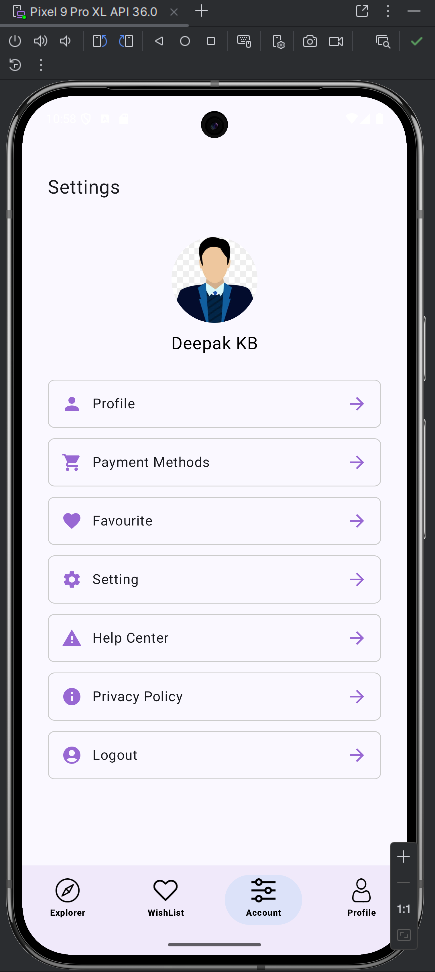 Pixel 9 Pro XL API 36.0
Settings
Deepak KB
Profile
Payment Methods
Favourite
Setting
Help Center
Privacy Policy
Logout
Explorer
WishList
Account
Profile
1:1